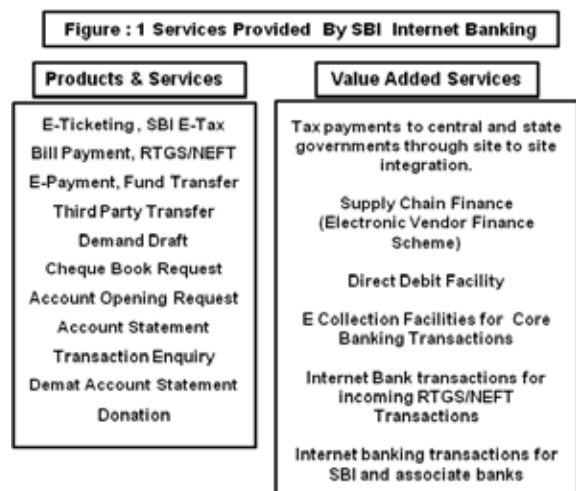 Figure : 1 Services Provided By SBI Internet Banking
Products & Services
E-Ticketing , SBI E-Tax
Bill Payment, RTGS/NEFT
E-Payment, Fund Transfer
Third Party Transfer
Demand Draft
Cheque Book Request
Account Opening Request
Account Statement
Transaction Enquiry
Demat Account Statement
Donation
Value Added Services
Tax payments to central and state
governments through site to site
integration.
Supply Chain Finance
(Electronic Vendor Finance
Scheme)
Direct Debit Facility
E Collection Facilities for Core
Banking Transactions
Internet Bank transactions for
incoming RTGS/NEFT
Transactions
Internet banking transactions for
SBI and associate banks